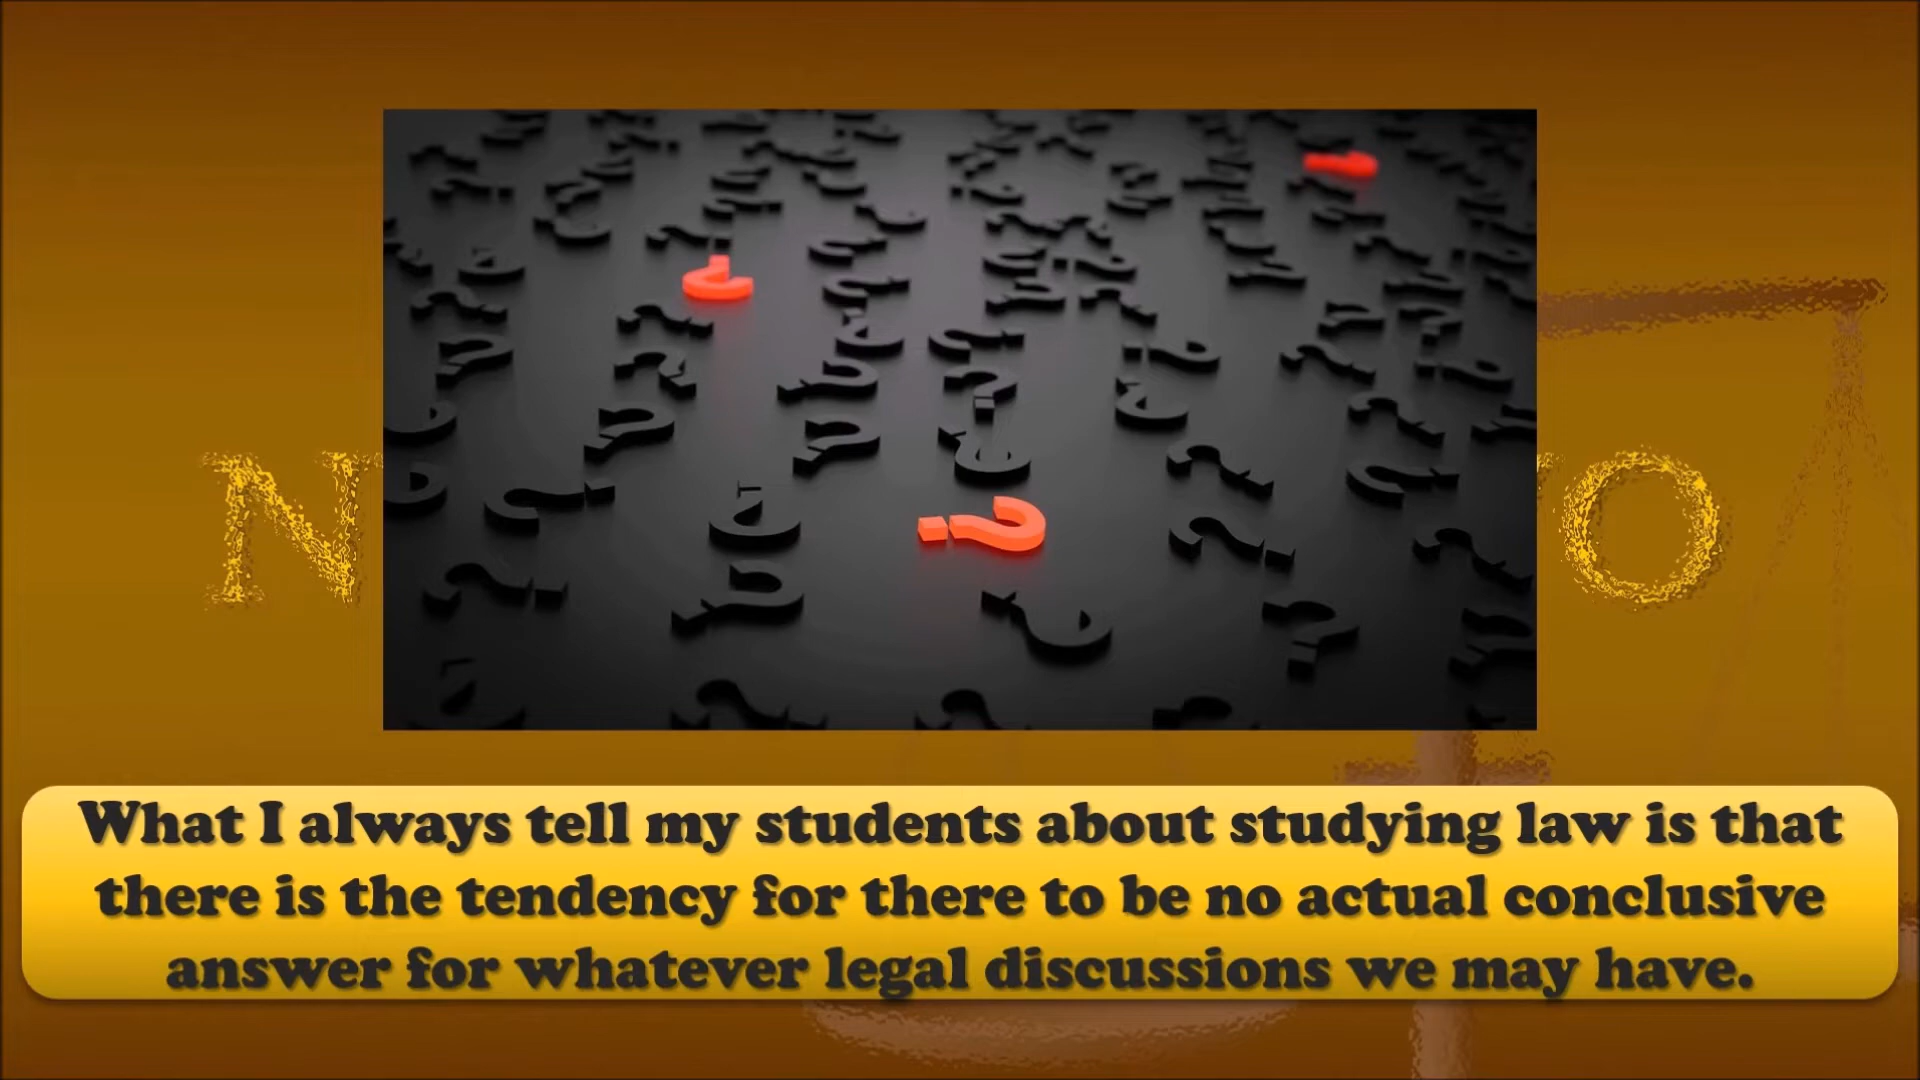 N
O
What I always tell my students about studying law is that
there is the tendency for there to be no actual conclusive
answer for whatever legal discussions we may have.